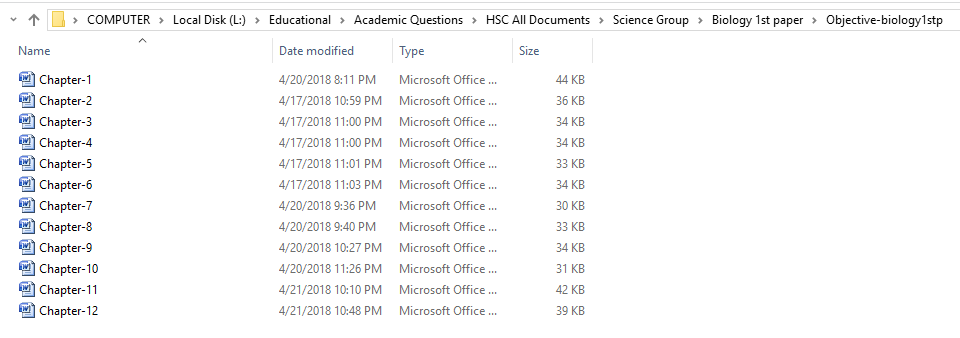 COMPUTER > Local Disk (L:) > Educational > Academic Questions > HSC All Documents > Science Group > Biology 1st paper > Objective-biology1stp
Name Date modified Type Size
Chapter-1 4/20/2018 8:11 PM Microsoft Office ... 44 KB
Chapter-2 4/17/2018 10:59 PM Microsoft Office ... 36 KB
Chapter-3 4/17/2018 11:00 PM Microsoft Office ... 34 KB
Chapter-4 4/17/2018 11:00 PM Microsoft Office ... 34 KB
Chapter-5 4/17/2018 11:01 PM Microsoft Office ... 33 KB
Chapter-6 4/17/2018 11:03 PM Microsoft Office ... 34 KB
Chapter-7 4/20/2018 9:36 PM Microsoft Office ... 30 KB
Chapter-8 4/20/2018 9:40 PM Microsoft Office ... 33 KB
Chapter-9 4/20/2018 10:27 PM Microsoft Office ... 34 KB
Chapter-10 4/20/2018 11:26 PM Microsoft Office ... 31 KB
Chapter-11 4/21/2018 10:10 PM Microsoft Office ... 42 KB
Chapter-12 4/21/2018 10:48 PM Microsoft Office ... 39 KB